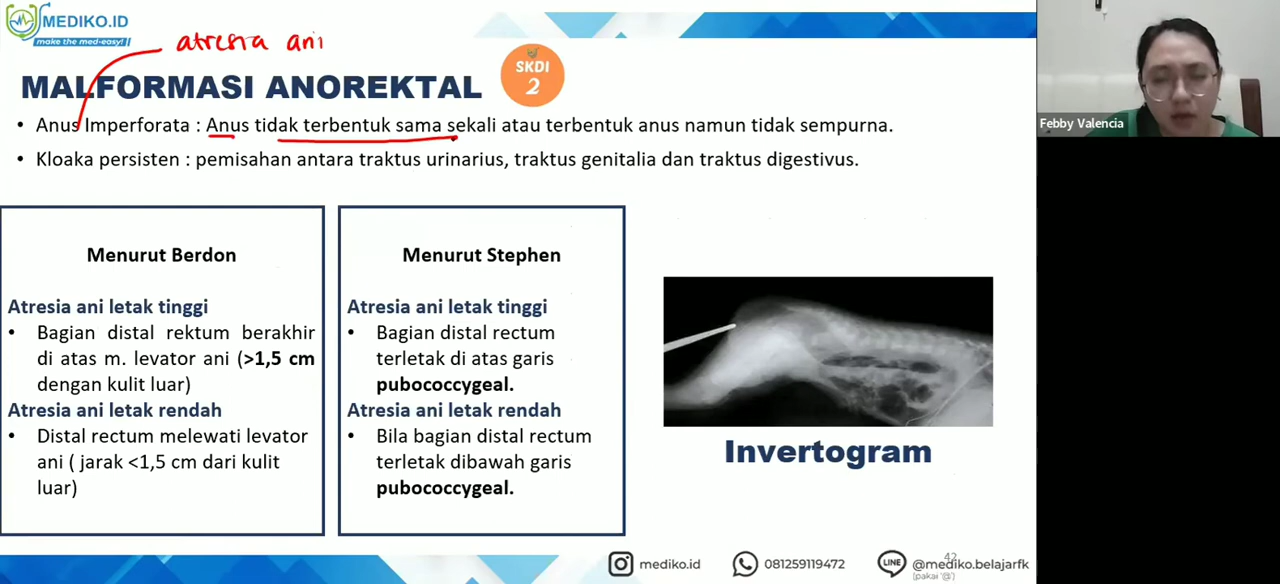 MEDIKO.ID
make the med-easy!
atresia ani
MALFORMASI ANOREKTAL
SKDI
2
• Anus Imperforata : Anus tidak terbentuk sama sekali atau terbentuk anus namun tidak sempurna.
• Kloaka persisten : pemisahan antara traktus urinarius, traktus genitalia dan traktus digestivus.
Menurut Berdon
Atresia ani letak tinggi
• Bagian distal rektum berakhir
di atas m. levator ani (>1,5 cm
dengan kulit luar)
Atresia ani letak rendah
• Distal rectum melewati levator
ani ( jarak <1,5 cm dari kulit
luar)
Menurut Stephen
Atresia ani letak tinggi
• Bagian distal rectum
terletak di atas garis
pubococcygeal.
Atresia ani letak rendah
• Bila bagian distal rectum
terletak dibawah garis
pubococcygeal.
Invertogram
Febby Valencia
mediko.id
081259119472
LINE
@mediko.belajarfk
(pakai '@')
42